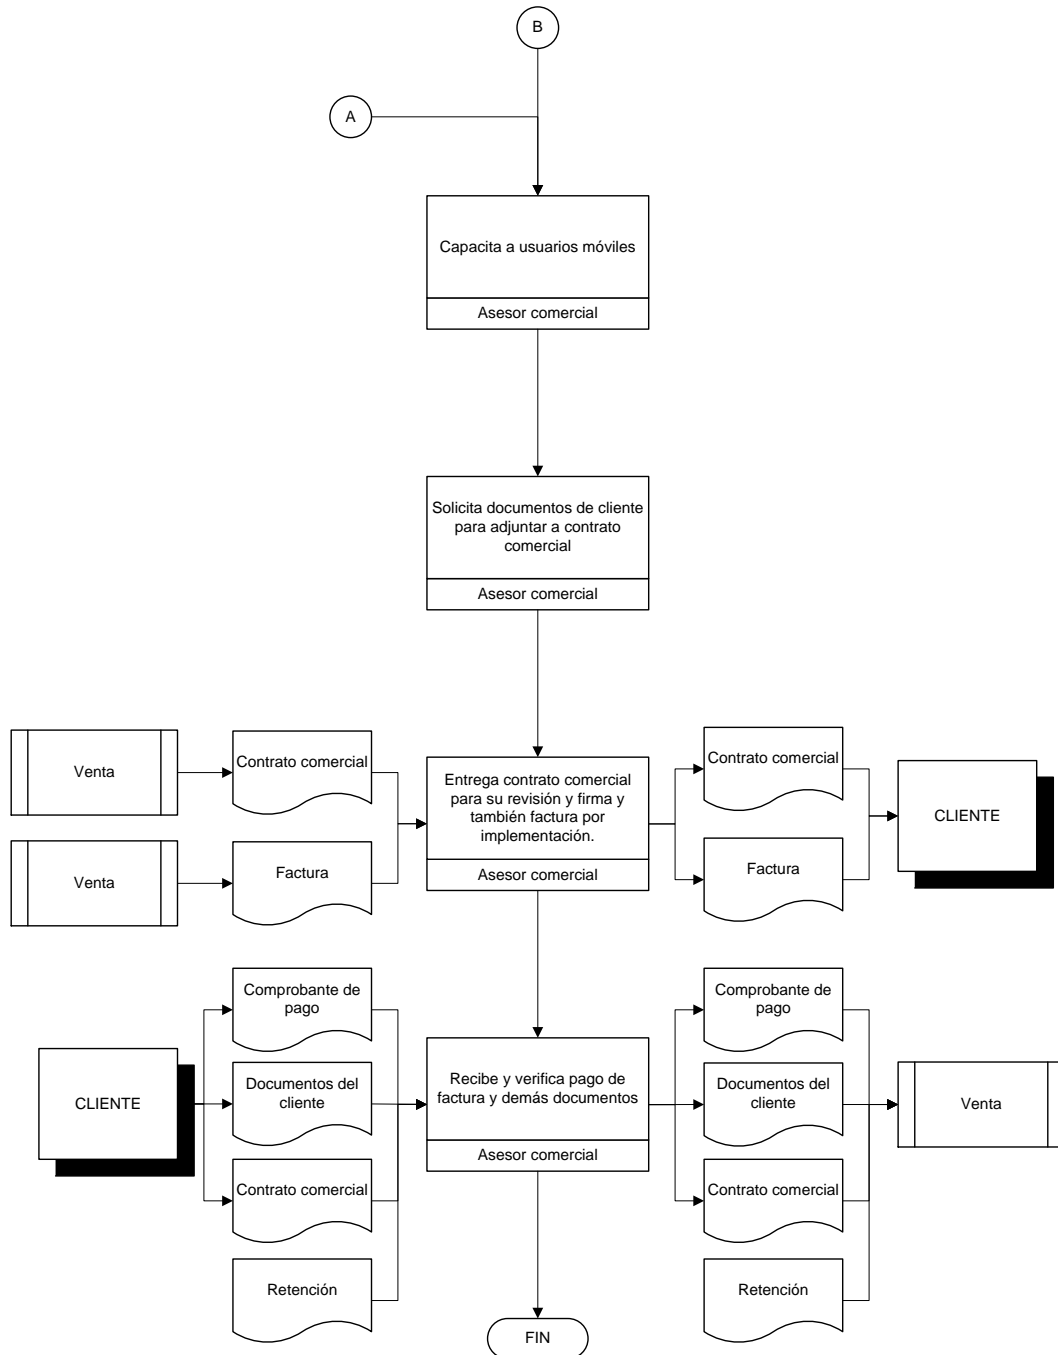 B
A
Capacita a usuarios móviles
Asesor comercial
Solicita documentos de cliente
para adjuntar a contrato
comercial
Asesor comercial
Venta
Contrato comercial
Entrega contrato comercial
para su revisión y firma y
también factura por
implementación.
Asesor comercial
Contrato comercial
CLIENTE
Venta
Factura
Factura
CLIENTE
Comprobante de
pago
Documentos del
cliente
Contrato comercial
Retención
Recibe y verifica pago de
factura y demás documentos
Asesor comercial
Comprobante de
pago
Documentos del
cliente
Contrato comercial
Retención
Venta
FIN